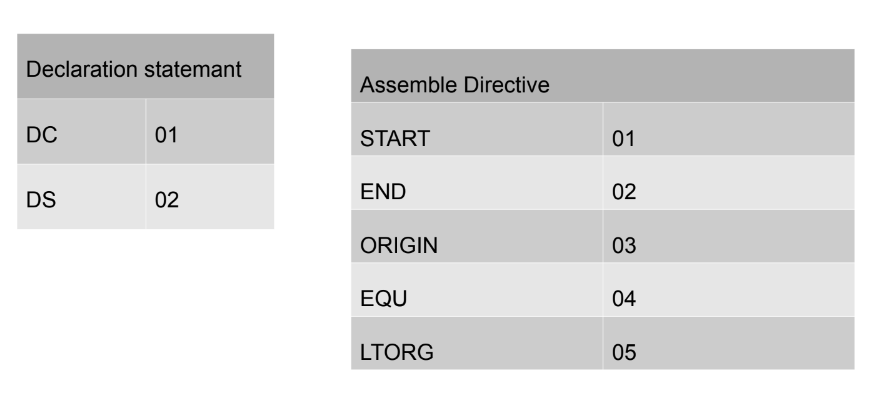 Declaration statemant
DC 01
DS 02
Assemble Directive
START 01
END 02
ORIGIN 03
EQU 04
LTORG 05